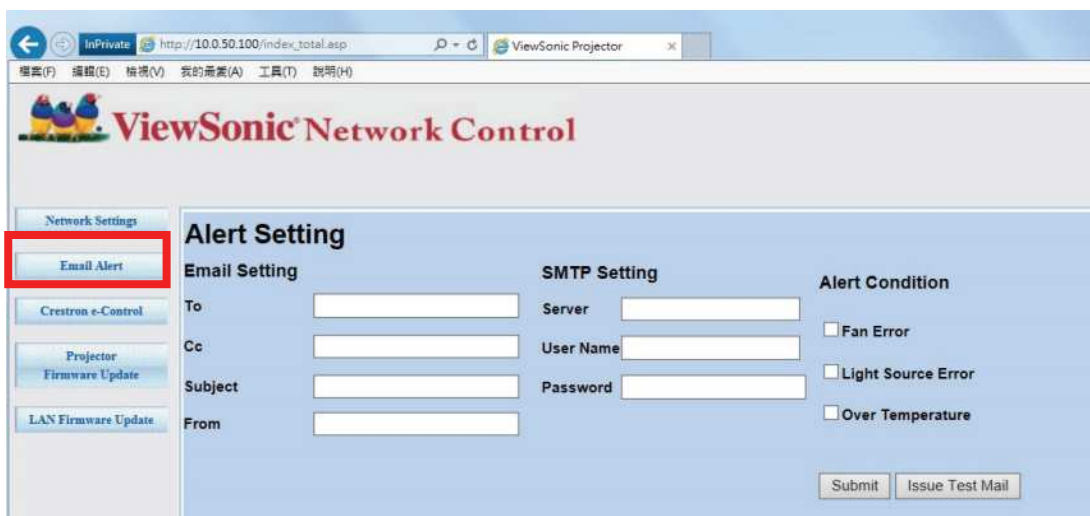 InPrivate http://10.0.50.100/index_total.asp ViewSonic Projector
檔案(F) 編輯(E) 檢視(V) 我的最愛(A) 工具(T) 說明(H)
ViewSonic® Network Control
Network Settings
Email Alert
Crestron e-Control
Projector
Firmware Update
LAN Firmware Update
Alert Setting
Email Setting
To
Cc
Subject
From
SMTP Setting
Server
User Name
Password
Alert Condition
Fan Error
Light Source Error
Over Temperature
Submit Issue Test Mail